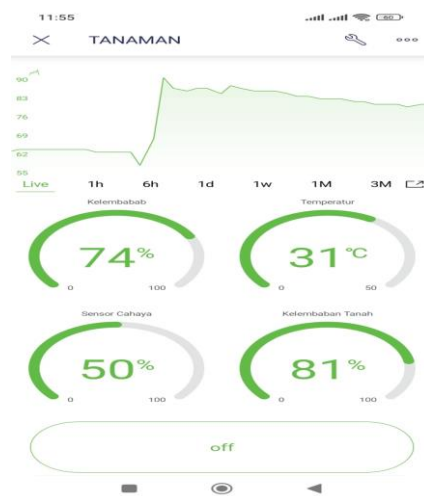 11:55
60
TANAMAN
90
83
76
69
62
55
Live 1h 6h 1d 1w 1M 3M
Kelembabab
74%
0 100
Temperatur
31°C
0 50
Sensor Cahaya
50%
0 100
Kelembaban Tanah
81%
0 100
off